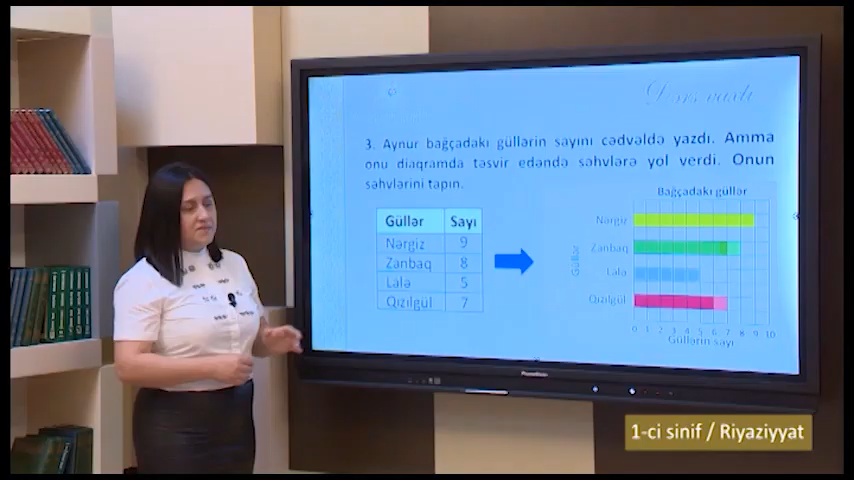 Dərs vaxtı
3. Aynur bağçadakı güllərin sayını cədvəldə yazdı. Amma
onu diaqramda təsvir edəndə səhvlərə yol verdi. Onun
səhvlərini tapın.
Güllər Sayı
Nərgiz 9
Zanbaq 8
Lalə 5
Qızılgül 7
Bağçadakı güllər
Güllər
Nərgiz
Zanbaq
Lalə
Qızılgül
0 1 2 3 4 5 6 7 8 9 10
Güllərin sayı
Promethean
1-ci sinif / Riyaziyyat